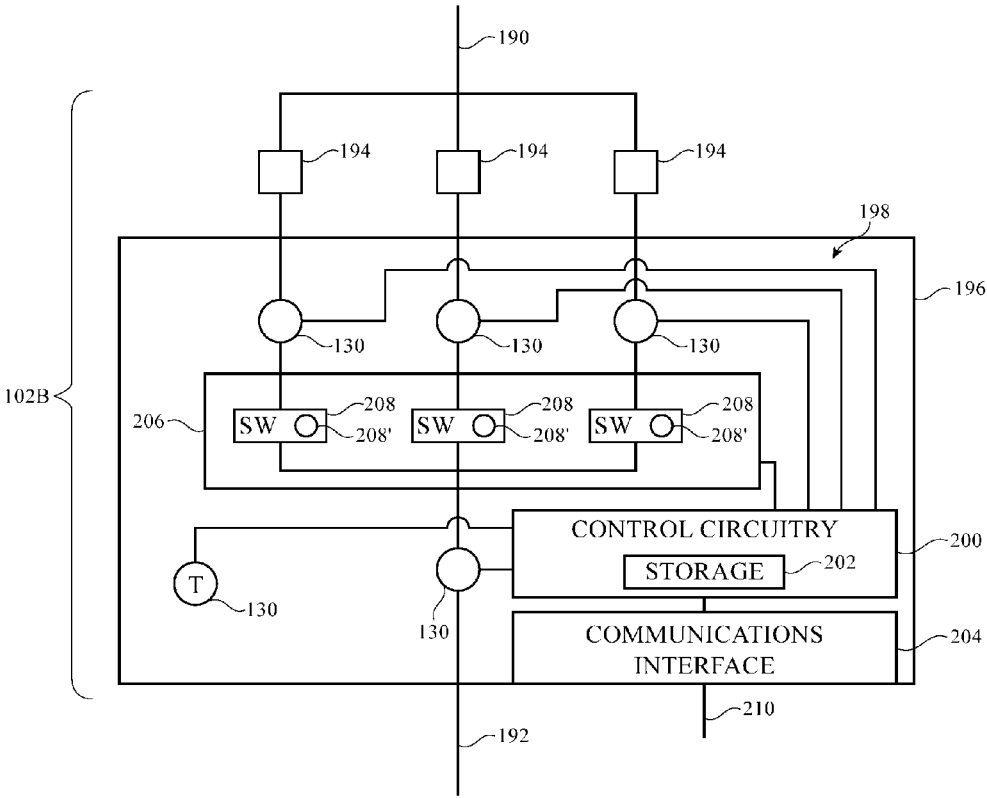 190
194 194 194
198
196
130 130 130
102B
206
SW 208 SW 208 SW 208
208' 208' 208'
CONTROL CIRCUITRY
200
STORAGE 202
T
130
130
COMMUNICATIONS
INTERFACE
204
210
192